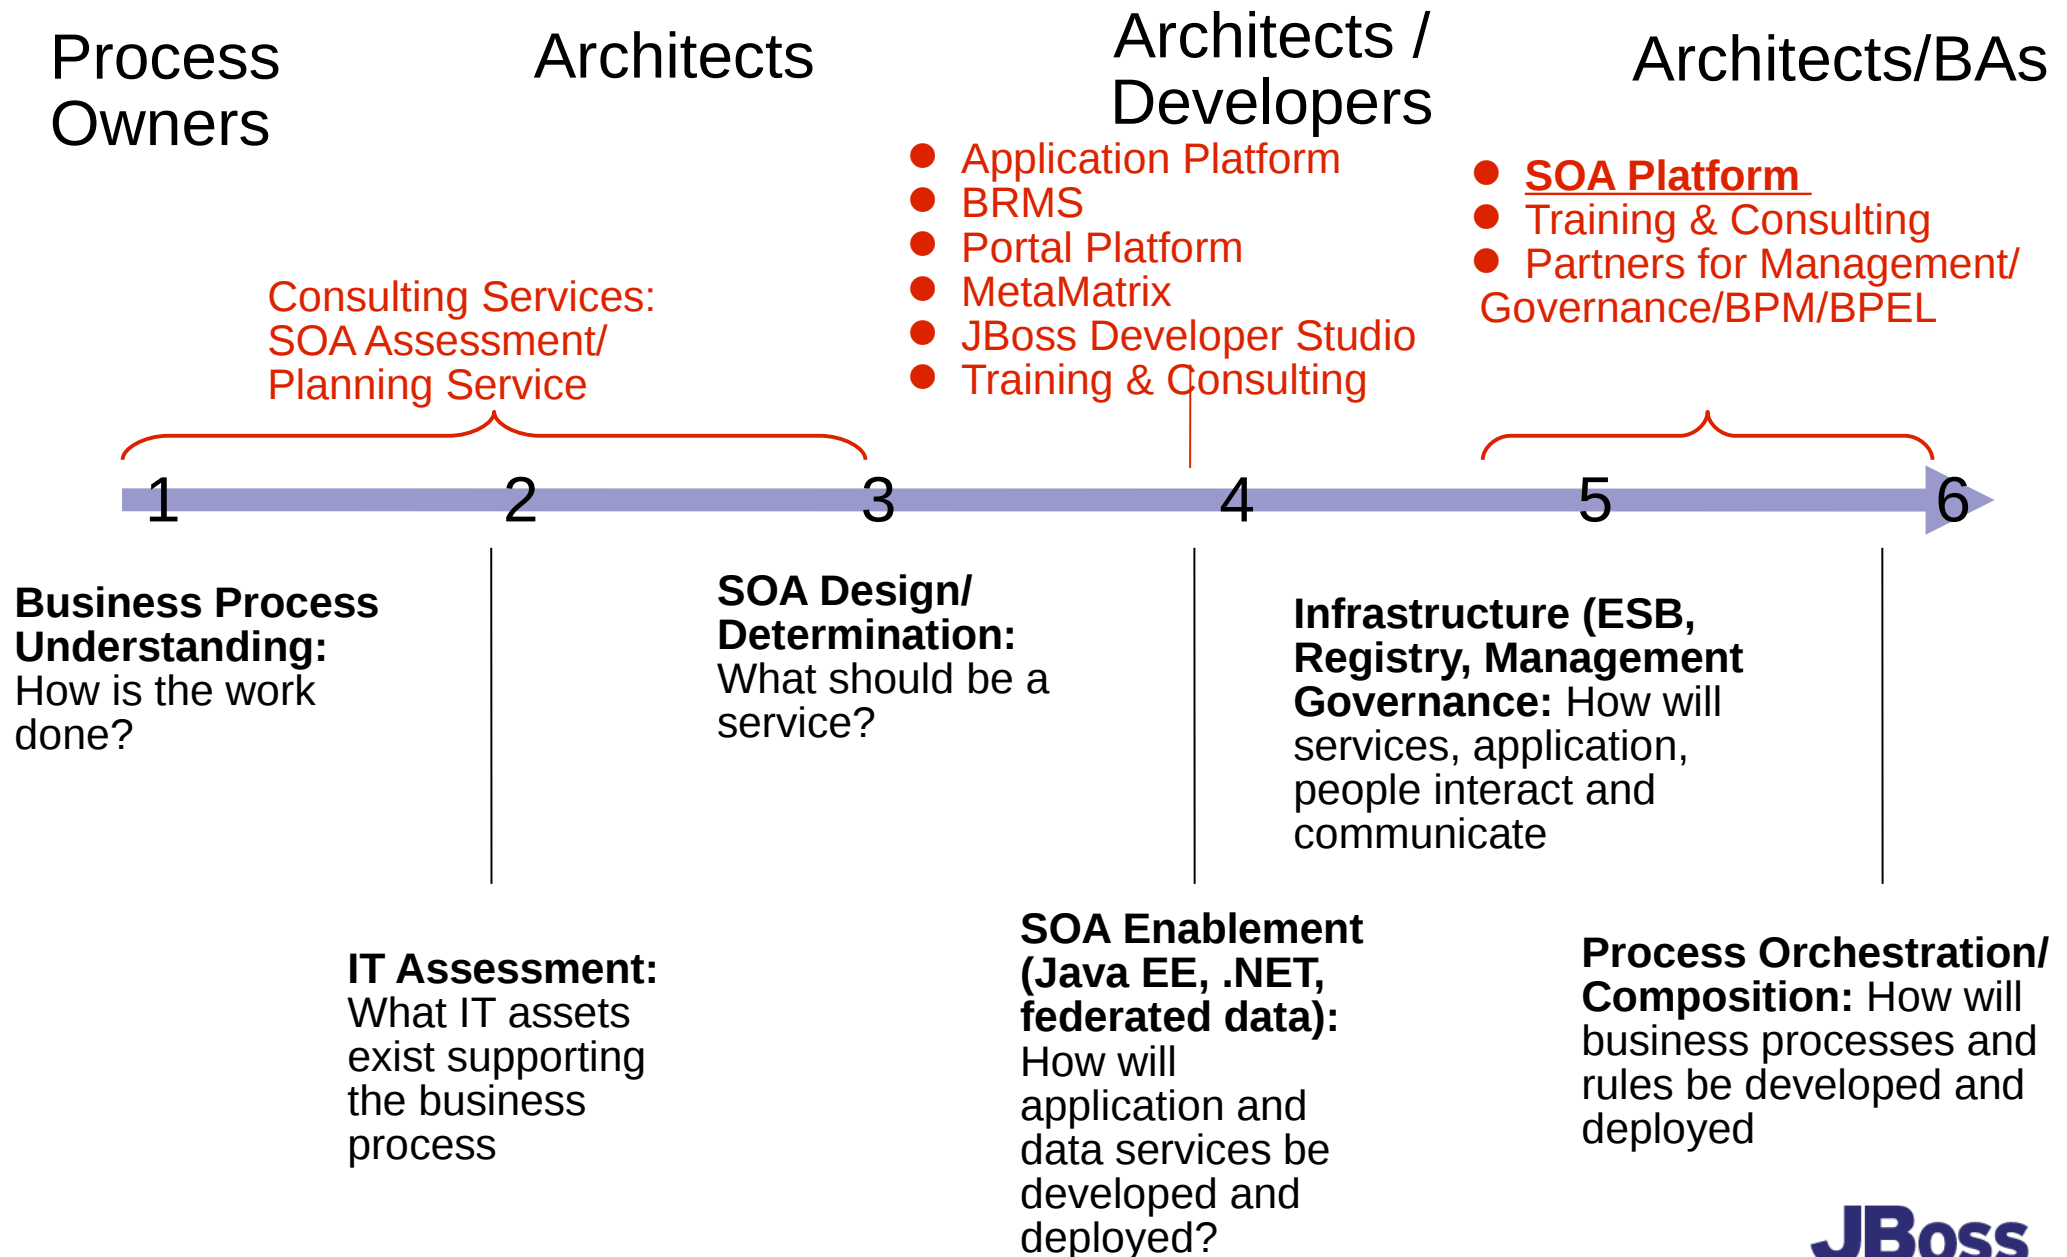 Process
Owners
Architects
Architects /
Developers
Architects/BAs
● Application Platform
● BRMS
● Portal Platform
● MetaMatrix
● JBoss Developer Studio
● Training & Consulting
● SOA Platform
● Training & Consulting
● Partners for Management/
Governance/BPM/BPEL
Consulting Services:
SOA Assessment/
Planning Service
1
2
3
4
5
6
Business Process
Understanding:
How is the work
done?
SOA Design/
Determination:
What should be a
service?
Infrastructure (ESB,
Registry, Management
Governance: How will
services, application,
people interact and
communicate
IT Assessment:
What IT assets
exist supporting
the business
process
SOA Enablement
(Java EE, .NET,
federated data):
How will
application and
data services be
developed and
deployed?
Process Orchestration/
Composition: How will
business processes and
rules be developed and
deployed
JBoss